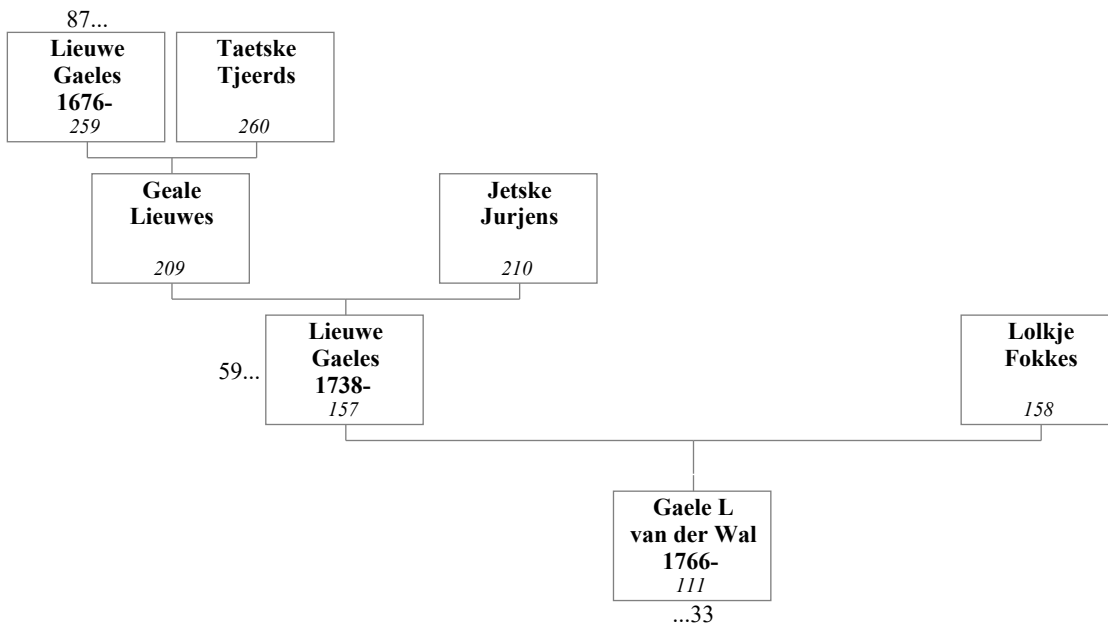 87...
Lieuwe
Gaeles
1676-
259
Taetske
Tjeerds
260
Geale
Lieuwes
209
Jetske
Jurjens
210
59...
Lieuwe
Gaeles
1738-
157
Lolkje
Fokkes
158
Gaele L
van der Wal
1766-
111
...33